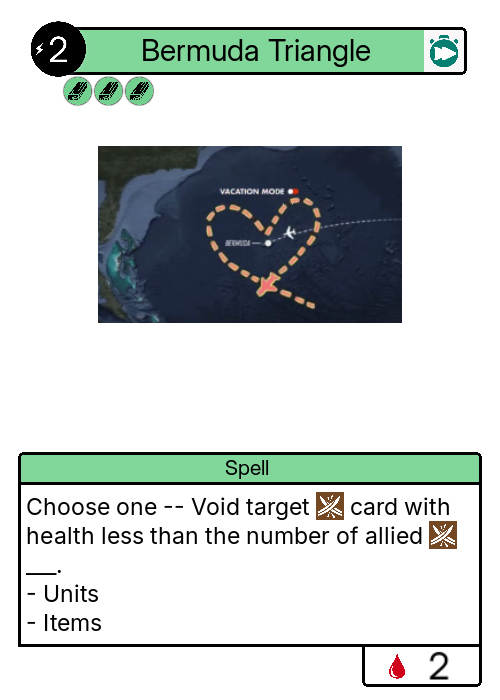 2 Bermuda Triangle
VACATION MODE
BERMUDA
Spell
Choose one -- Void target card with
health less than the number of allied
___.
- Units
- Items
2